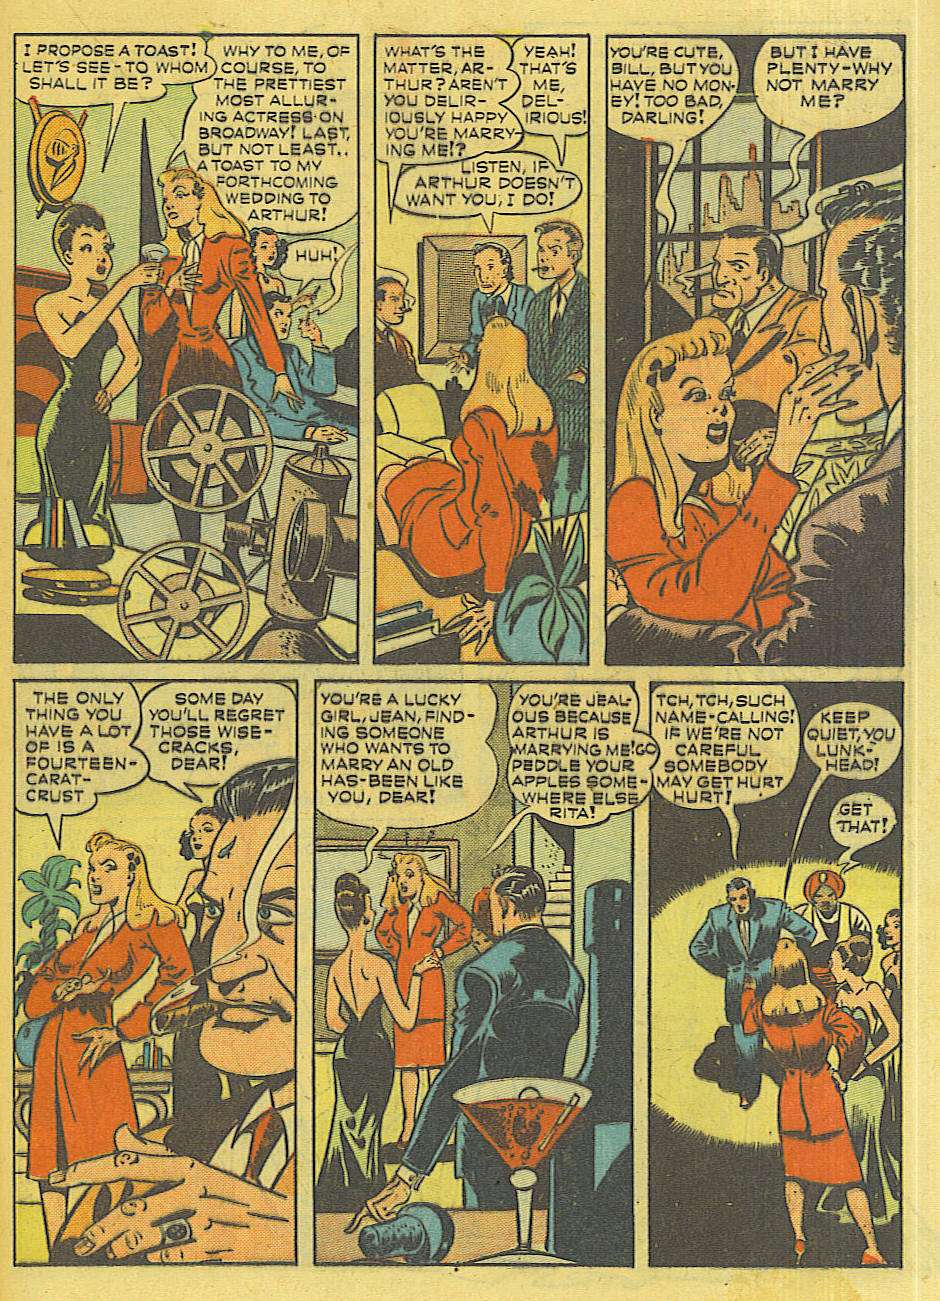 I PROPOSE A TOAST!
LET'S SEE - TO WHOM
SHALL IT BE?
WHY TO ME, OF
COURSE, TO
THE PRETTIEST
MOST ALLUR-
ING ACTRESS ON
BROADWAY! LAST,
BUT NOT LEAST..
A TOAST TO MY
FORTHCOMING
WEDDING TO
ARTHUR!
HUH!
WHAT'S THE
MATTER, AR-
THUR? AREN'T
YOU DELIR-
IOUSLY HAPPY
YOU'RE MARRY-
ING ME!?
YEAH!
THAT'S
ME,
DEL-
IRIOUS!
LISTEN, IF
ARTHUR DOESN'T
WANT YOU, I DO!
YOU'RE CUTE,
BILL, BUT YOU
HAVE NO MON-
EY! TOO BAD,
DARLING!
BUT I HAVE
PLENTY-WHY
NOT MARRY
ME?
THE ONLY
THING YOU
HAVE A LOT
OF IS A
FOURTEEN-
CARAT-
CRUST
SOME DAY
YOU'LL REGRET
THOSE WISE-
CRACKS,
DEAR!
YOU'RE A LUCKY
GIRL, JEAN, FIND-
ING SOMEONE
WHO WANTS TO
MARRY AN OLD
HAS-BEEN LIKE
YOU, DEAR!
YOU'RE JEAL-
OUS BECAUSE
ARTHUR IS
MARRYING ME! GO
PEDDLE YOUR
APPLES SOME-
WHERE ELSE
RITA!
TCH, TCH, SUCH
NAME-CALLING!
IF WE'RE NOT
CAREFUL
SOMEBODY
MAY GET HURT
HURT!
KEEP
QUIET, YOU
LUNK-
HEAD!
GET
THAT!